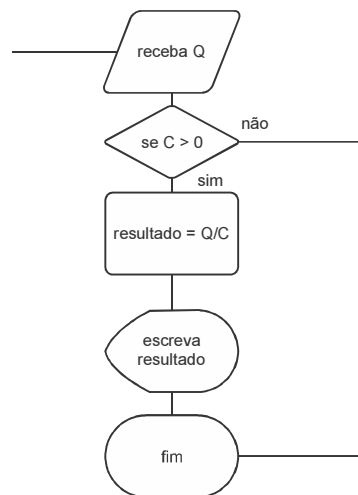 receba Q
não
se C > 0
sim
resultado = Q/C
escreva
resultado
fim